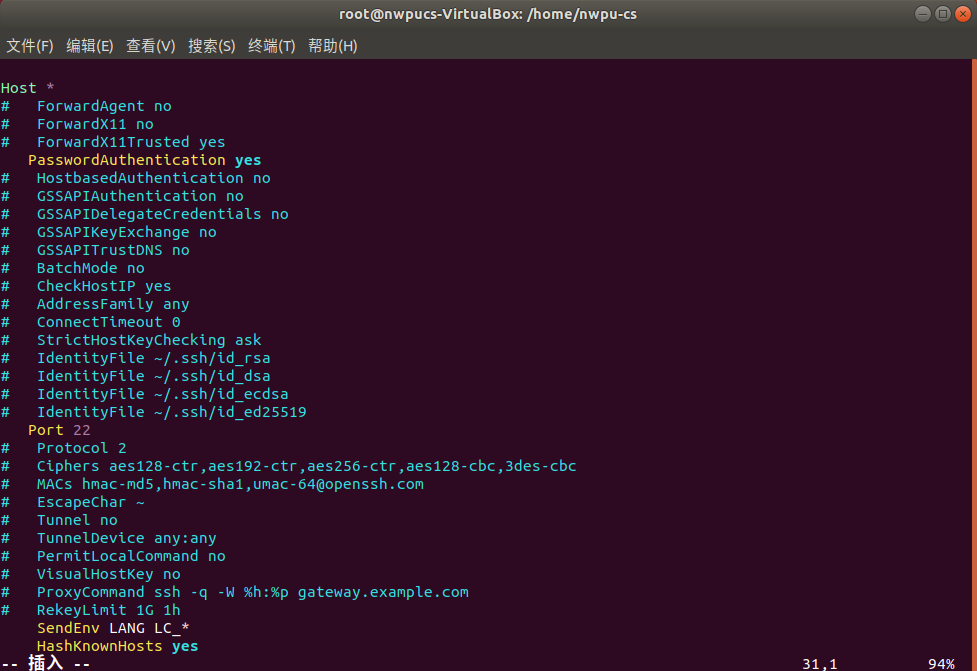 root@nwpucs-VirtualBox: /home/nwpu-cs
文件(F) 编辑(E) 查看(V) 搜索(S) 终端(T) 帮助(H)
Host *
#   ForwardAgent no
#   ForwardX11 no
#   ForwardX11Trusted yes
   PasswordAuthentication yes
#   HostbasedAuthentication no
#   GSSAPIAuthentication no
#   GSSAPIDelegateCredentials no
#   GSSAPIKeyExchange no
#   GSSAPITrustDNS no
#   BatchMode no
#   CheckHostIP yes
#   AddressFamily any
#   ConnectTimeout 0
#   StrictHostKeyChecking ask
#   IdentityFile ~/.ssh/id_rsa
#   IdentityFile ~/.ssh/id_dsa
#   IdentityFile ~/.ssh/id_ecdsa
#   IdentityFile ~/.ssh/id_ed25519
   Port 22
#   Protocol 2
#   Ciphers aes128-ctr,aes192-ctr,aes256-ctr,aes128-cbc,3des-cbc
#   MACs hmac-md5,hmac-sha1,umac-64@openssh.com
#   EscapeChar ~
#   Tunnel no
#   TunnelDevice any:any
#   PermitLocalCommand no
#   VisualHostKey no
#   ProxyCommand ssh -q -W %h:%p gateway.example.com
#   RekeyLimit 1G 1h
    SendEnv LANG LC_*
    HashKnownHosts yes
-- 插入 -- 31,1 94%